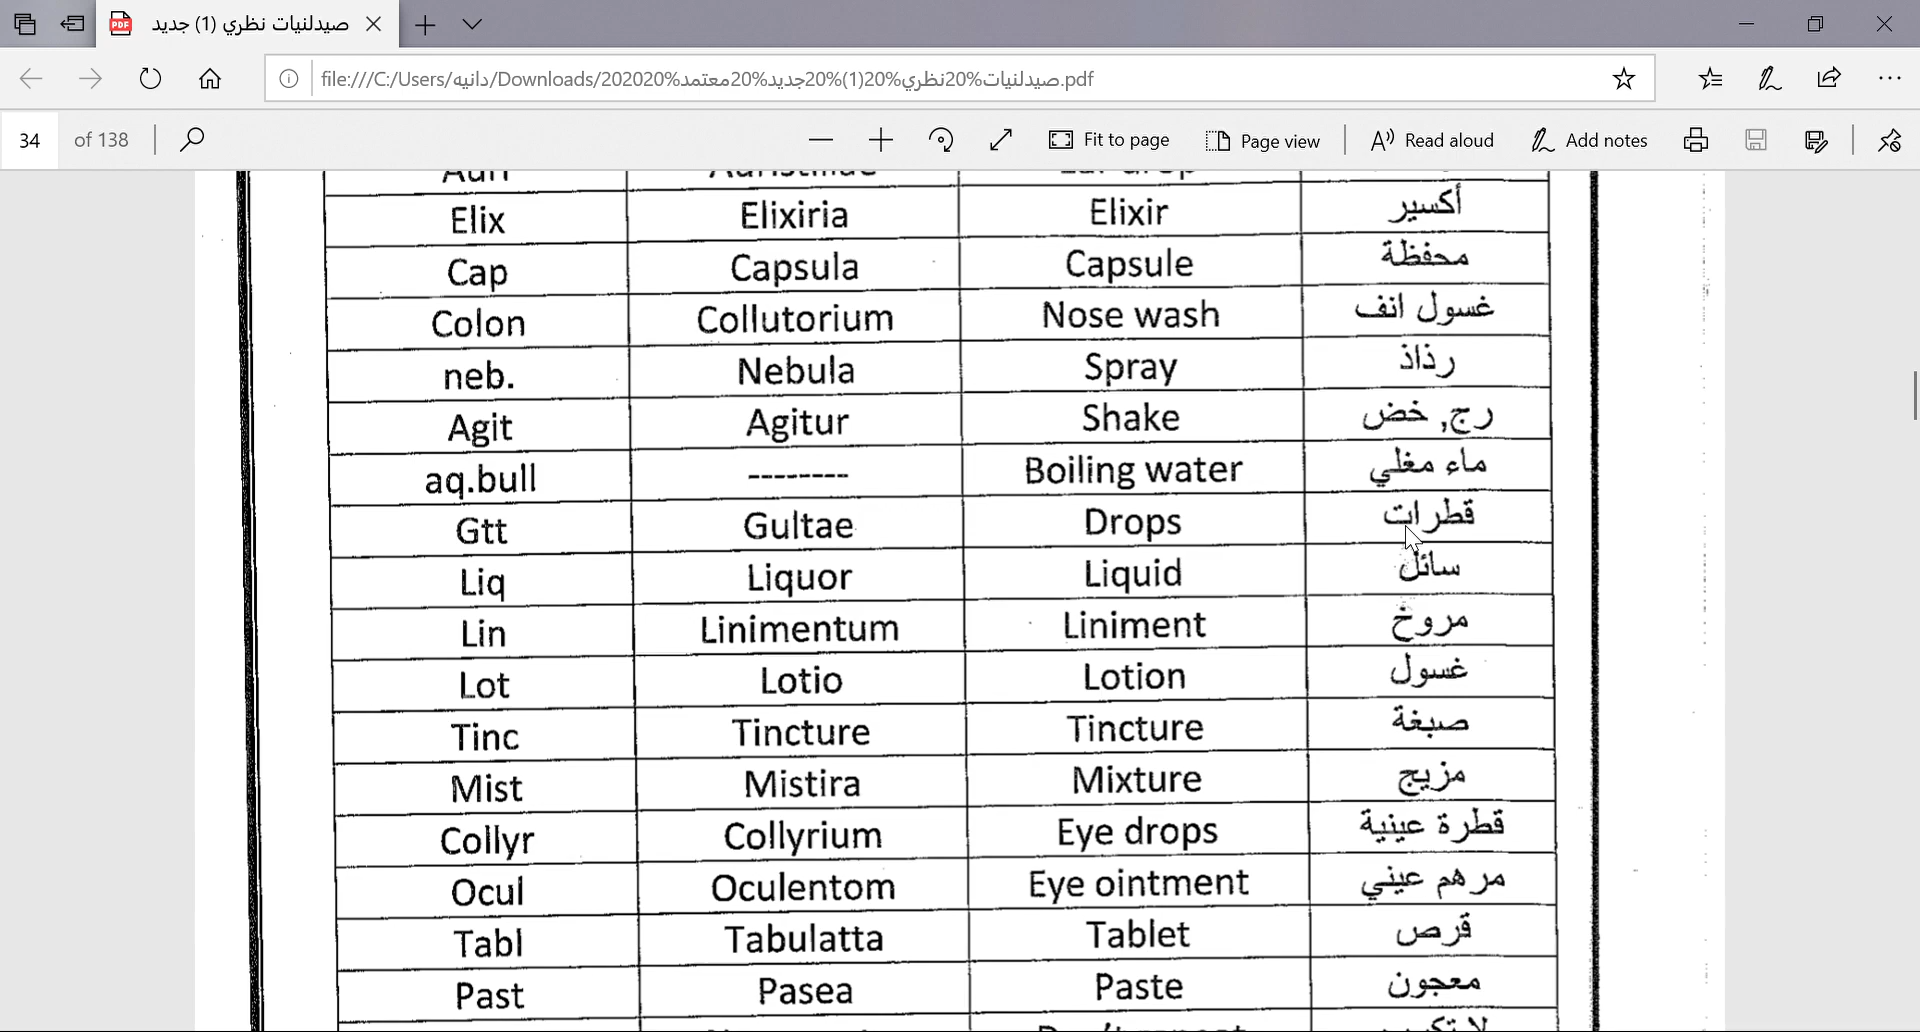 صيدلنيات نظري (1) جديد
file:///C:/Users/دانيه/Downloads/202020%صيدلنيات%20نظري%20(1)%20جديد%20معتمد.pdf
34 of 138 Fit to page Page view Read aloud Add notes
Elix Elixiria Elixir أكسير
Cap Capsula Capsule محفظة
Colon Collutorium Nose wash غسول انف
neb. Nebula Spray رذاذ
Agit Agitur Shake رج, خض
aq.bull -------- Boiling water ماء مغلي
Gtt Gultae Drops قطرات
Liq Liquor Liquid سائل
Lin Linimentum Liniment مروخ
Lot Lotio Lotion غسول
Tinc Tincture Tincture صبغة
Mist Mistira Mixture مزيج
Collyr Collyrium Eye drops قطرة عينية
Ocul Oculentom Eye ointment مرهم عيني
Tabl Tabulatta Tablet قرص
Past Pasea Paste معجون